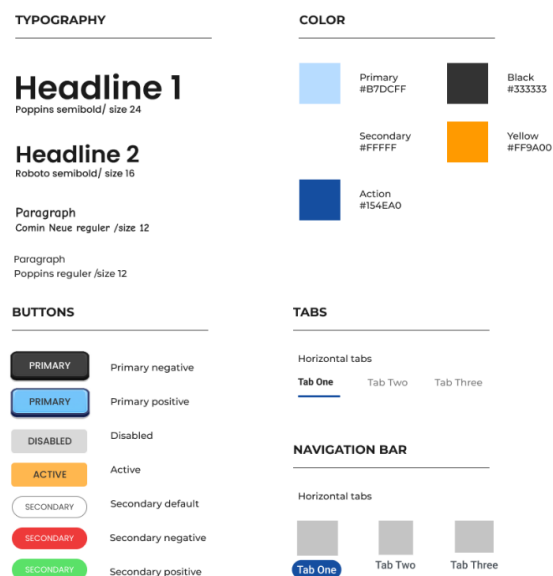 TYPOGRAPHY
Headline 1
Poppins semibold/ size 24
Headline 2
Roboto semibold/ size 16
Paragraph
Comin Neue reguler /size 12
Paragraph
Poppins reguler /size 12
COLOR
Primary
#B7DCFF
Black
#333333
Secondary
#FFFFF
Yellow
#FF9A00
Action
#154EA0
BUTTONS
PRIMARY
Primary negative
PRIMARY
Primary positive
DISABLED
Disabled
ACTIVE
Active
SECONDARY
Secondary default
SECONDARY
Secondary negative
SECONDARY
Secondary positive
TABS
Horizontal tabs
Tab One
Tab Two
Tab Three
NAVIGATION BAR
Horizontal tabs
Tab One
Tab Two
Tab Three